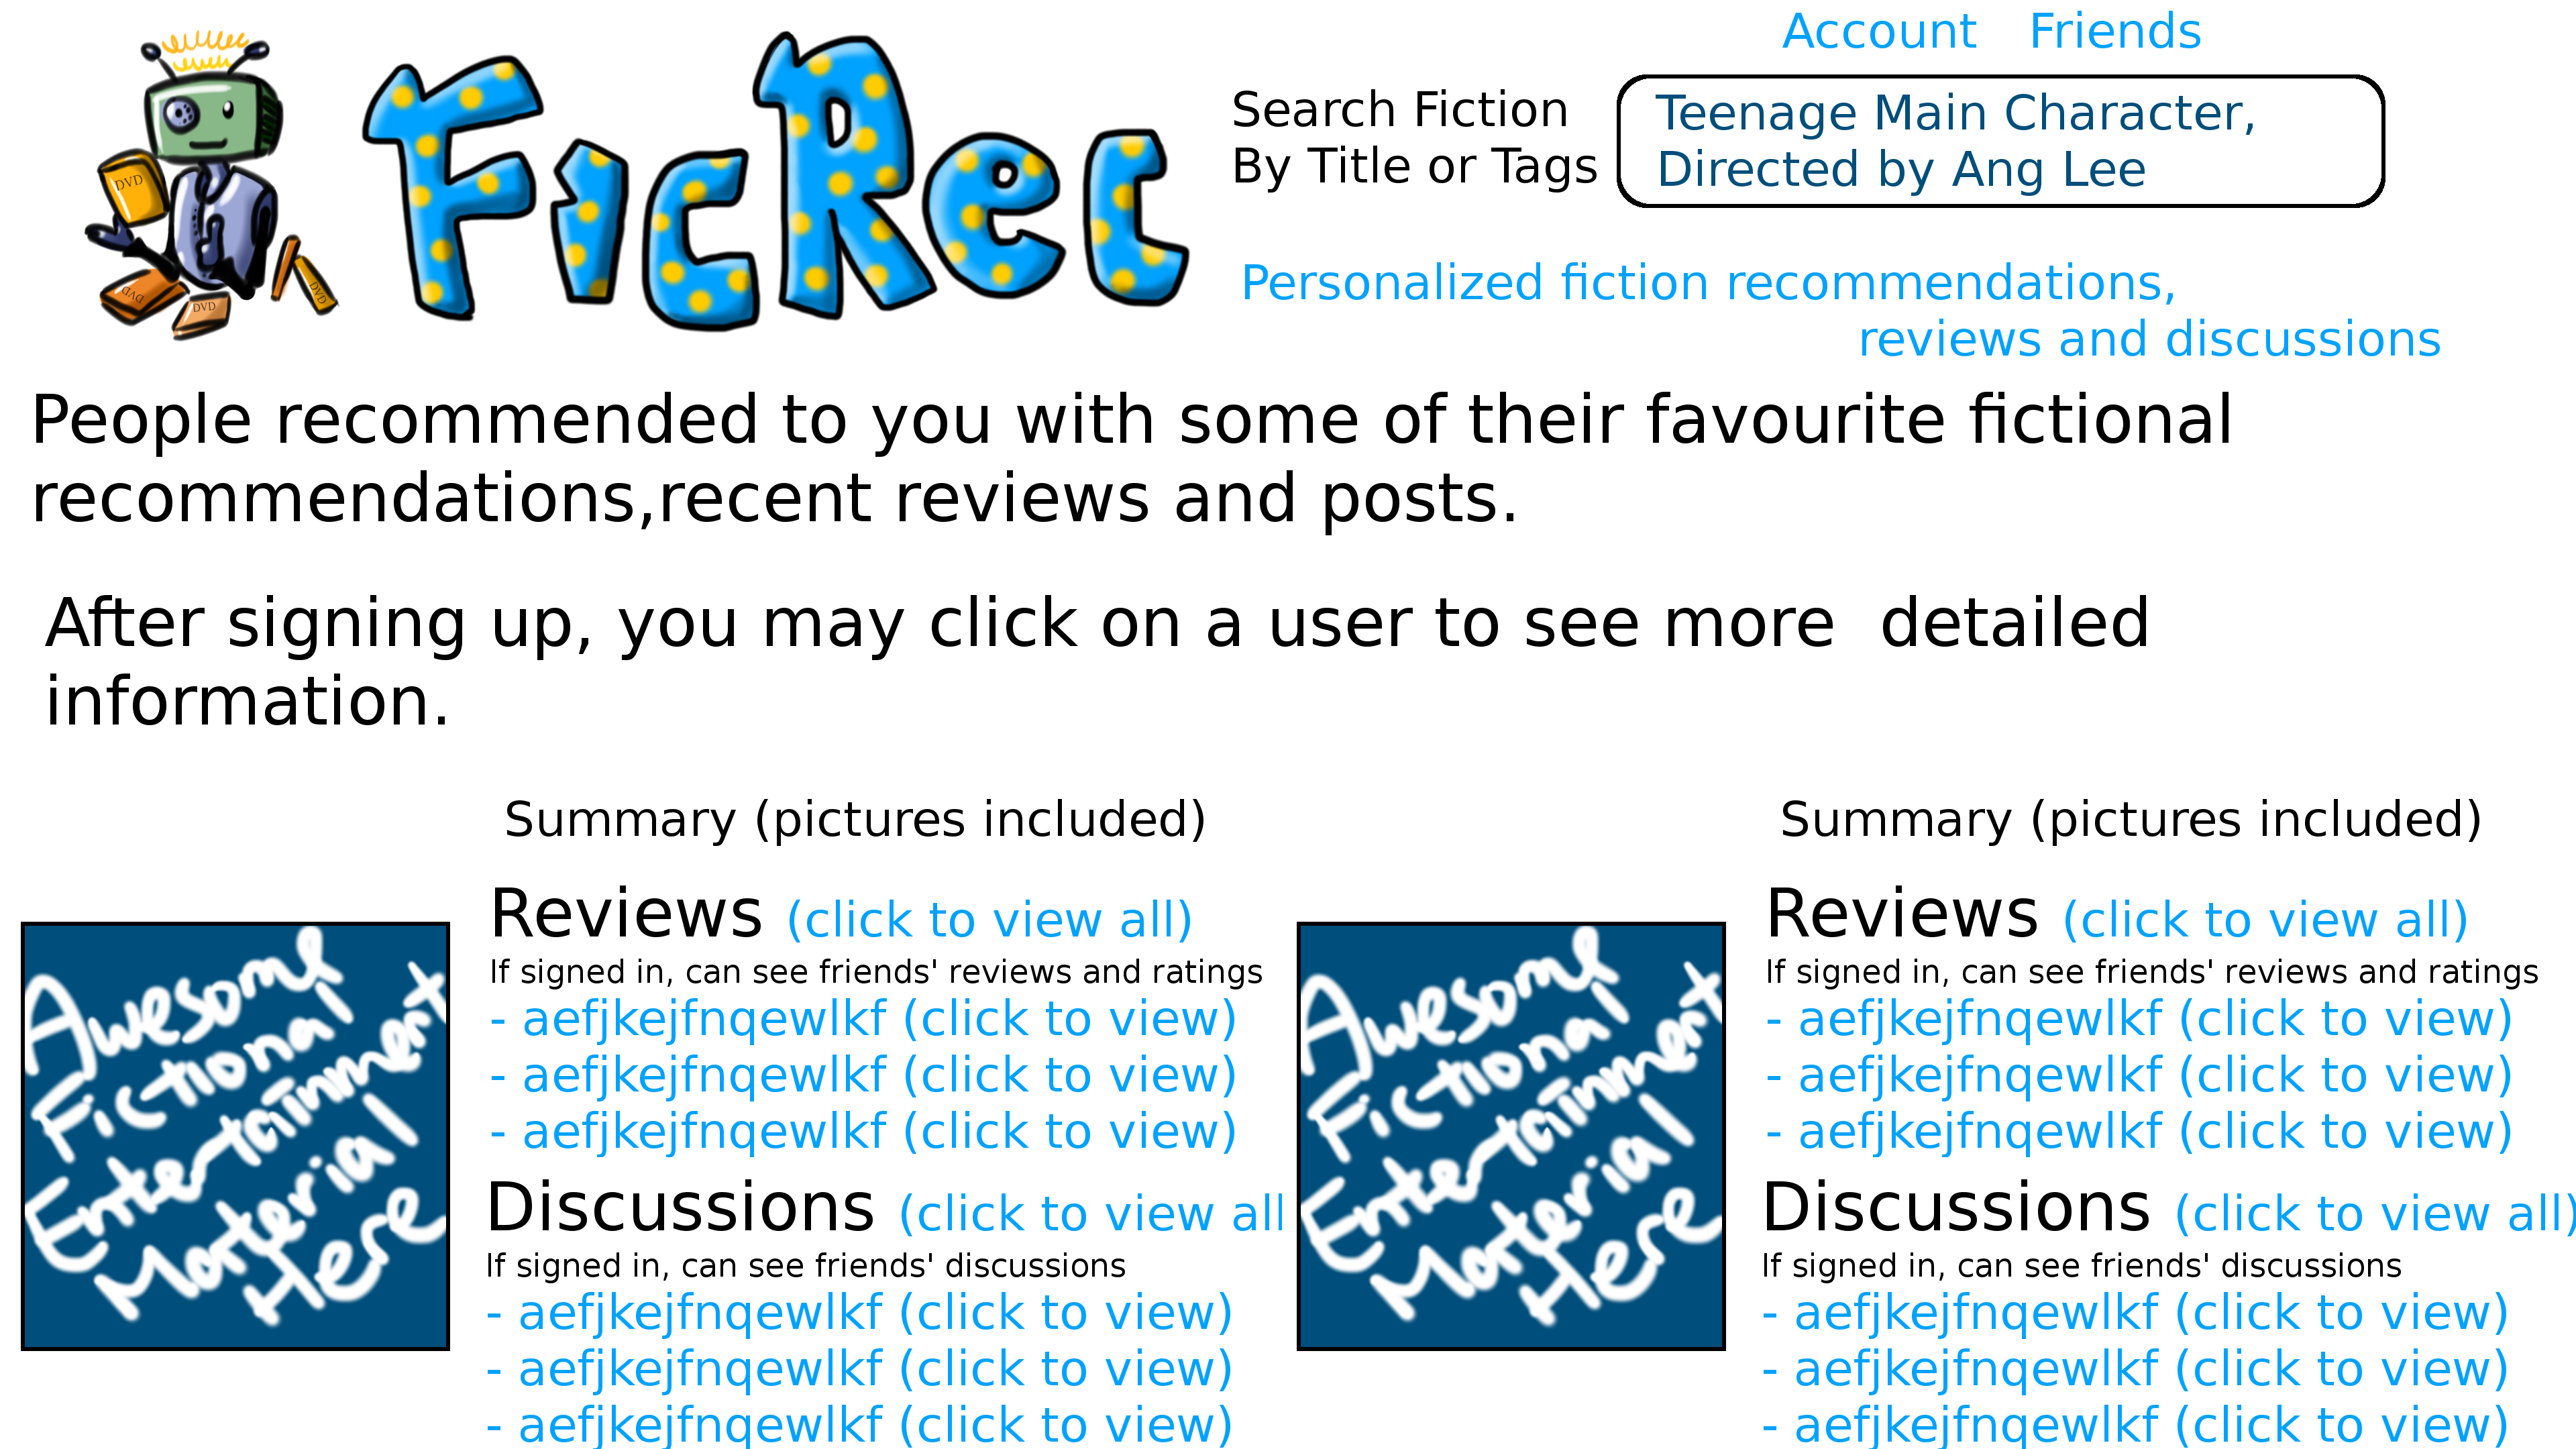 Account Friends
FicRec
Search Fiction
By Title or Tags
Teenage Main Character,
Directed by Ang Lee
DVD
DVD
DVD
DVD
Personalized fiction recommendations,
reviews and discussions
People recommended to you with some of their favourite fictional
recommendations,recent reviews and posts.
After signing up, you may click on a user to see more  detailed
information.
Summary (pictures included)
Awesome
Fictional
Entertainment
Material
Here
Reviews (click to view all)
If signed in, can see friends' reviews and ratings
- aefjkejfnqewlkf (click to view)
- aefjkejfnqewlkf (click to view)
- aefjkejfnqewlkf (click to view)
Discussions (click to view all
If signed in, can see friends' discussions
- aefjkejfnqewlkf (click to view)
- aefjkejfnqewlkf (click to view)
- aefjkejfnqewlkf (click to view)
Summary (pictures included)
Awesome
Fictional
Entertainment
Material
Here
Reviews (click to view all)
If signed in, can see friends' reviews and ratings
- aefjkejfnqewlkf (click to view)
- aefjkejfnqewlkf (click to view)
- aefjkejfnqewlkf (click to view)
Discussions (click to view all)
If signed in, can see friends' discussions
- aefjkejfnqewlkf (click to view)
- aefjkejfnqewlkf (click to view)
- aefjkejfnqewlkf (click to view)